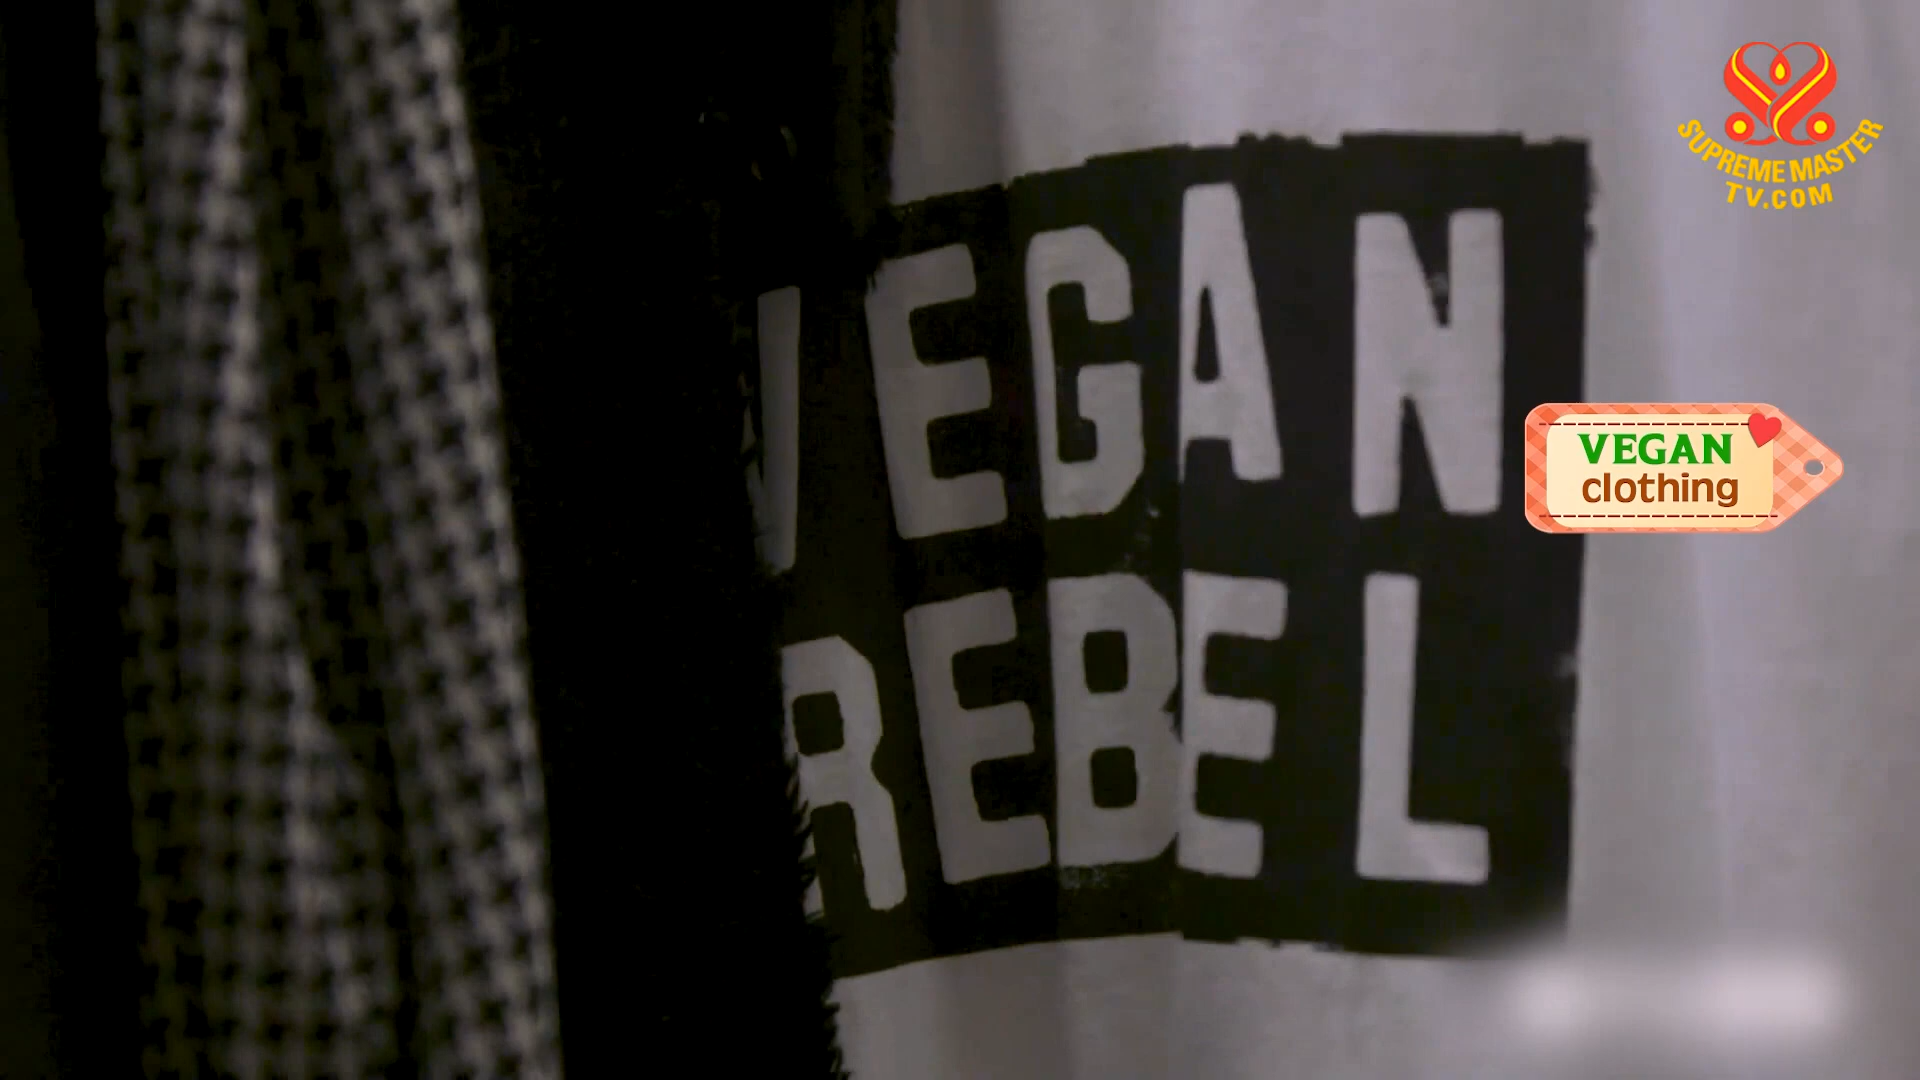 SUPREME MASTER
TV.COM
VEGAN
REBEL
VEGAN
clothing